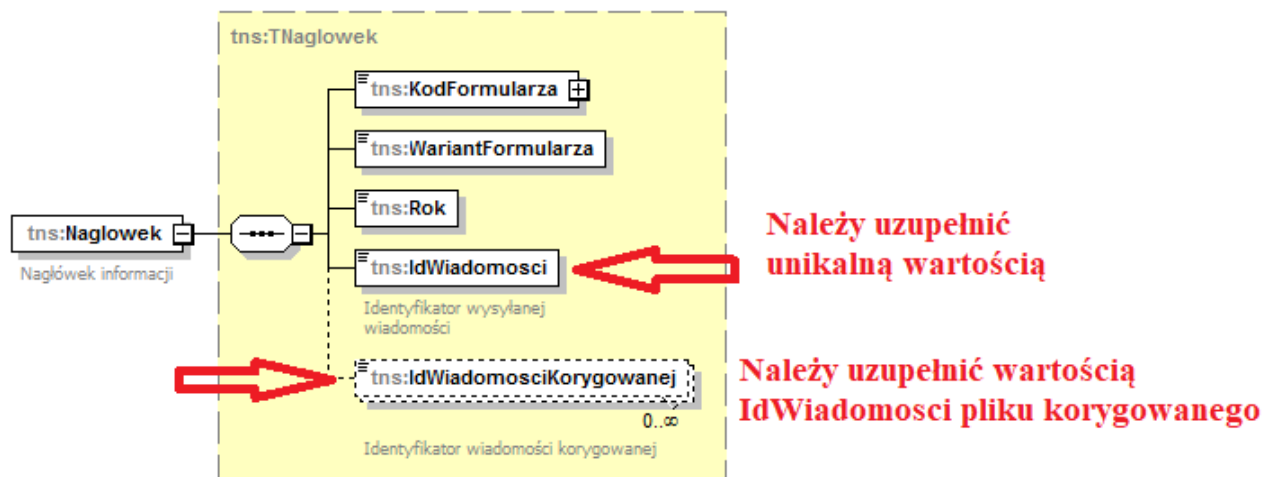 tns:TNaglowek
tns:KodFormularza
tns:WariantFormularza
tns:Rok
tns:Naglowek
Nagłówek informacji
tns:IdWiadomosci
Identyfikator wysyłanej
wiadomości
Należy uzupełnić
unikalną wartością
tns:IdWiadomosciKorygowanej
0..∞
Identyfikator wiadomości korygowanej
Należy uzupełnić wartością
IdWiadomosci pliku korygowanego